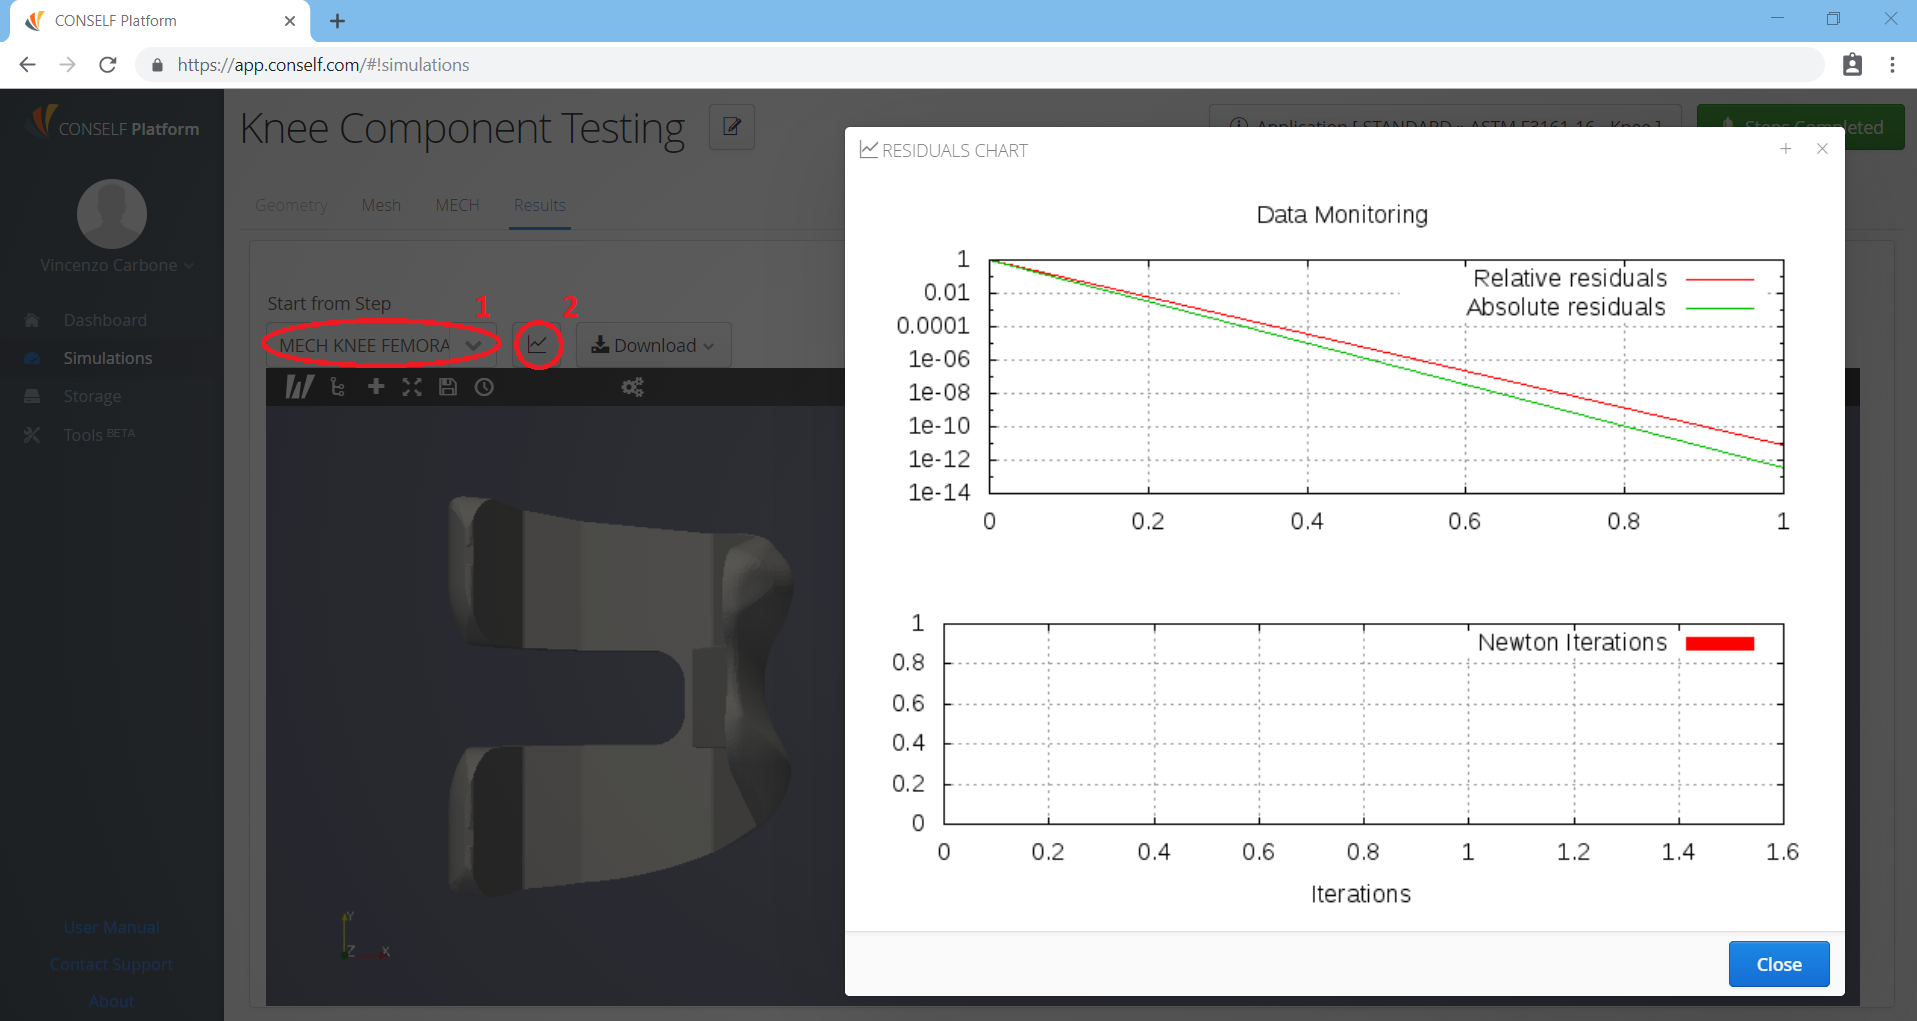 CONSELF Platform
https://app.conself.com/#!simulations
CONSELF Platform
Vincenzo Carbone
Dashboard
Simulations
Storage
Tools BETA
User Manual
Contact Support
About
Knee Component Testing
Application [ STANDARD - ASTM F3161-16 - Knee ]
Steps Completed
Geometry Mesh MECH Results
Start from Step
1 2
MECH KNEE FEMORA
Download
Y
Z X
RESIDUALS CHART
Data Monitoring
1
0.01
0.0001
1e-06
1e-08
1e-10
1e-12
1e-14
Relative residuals
Absolute residuals
0 0.2 0.4 0.6 0.8 1
1
0.8
0.6
0.4
0.2
0
Newton Iterations
0 0.2 0.4 0.6 0.8 1 1.2 1.4 1.6
Iterations
Close